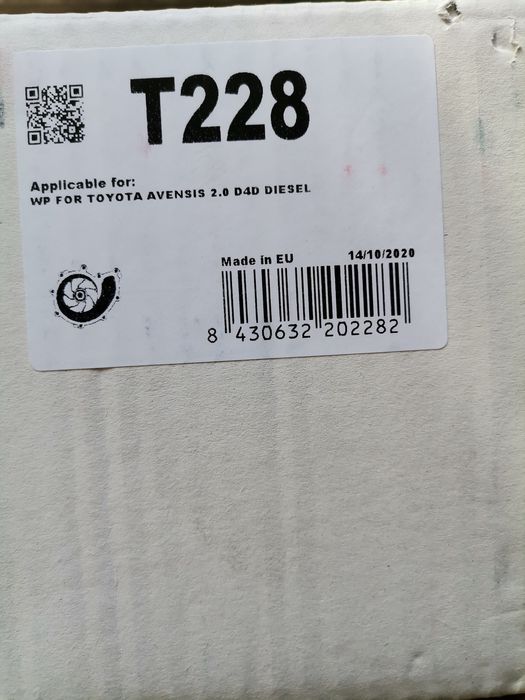 T228
Applicable for:
WP FOR TOYOTA AVENSIS 2.0 D4D DIESEL
Made in EU 14/10/2020
8 430632 202282